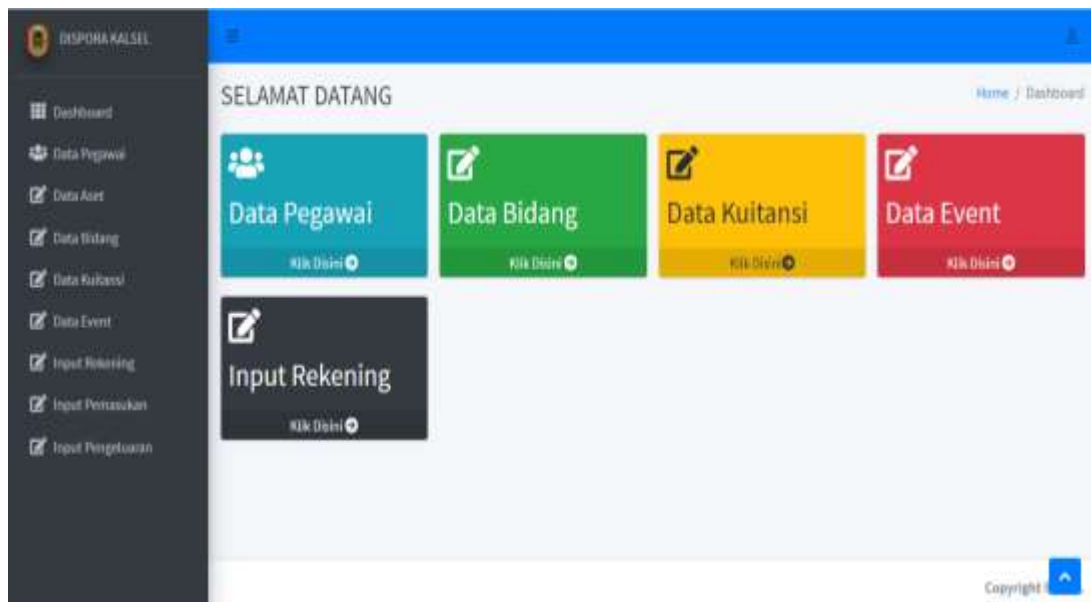 DISPORA KALSEL
Dashboard
Data Pegawai
Data Aset
Data Bidang
Data Kuitansi
Data Event
Input Rekening
Input Pemasukan
Input Pengeluaran
SELAMAT DATANG
Home / Dashboard
Data Pegawai
Klik Disini
Data Bidang
Klik Disini
Data Kuitansi
Klik Disini
Data Event
Klik Disini
Input Rekening
Klik Disini
Copyright